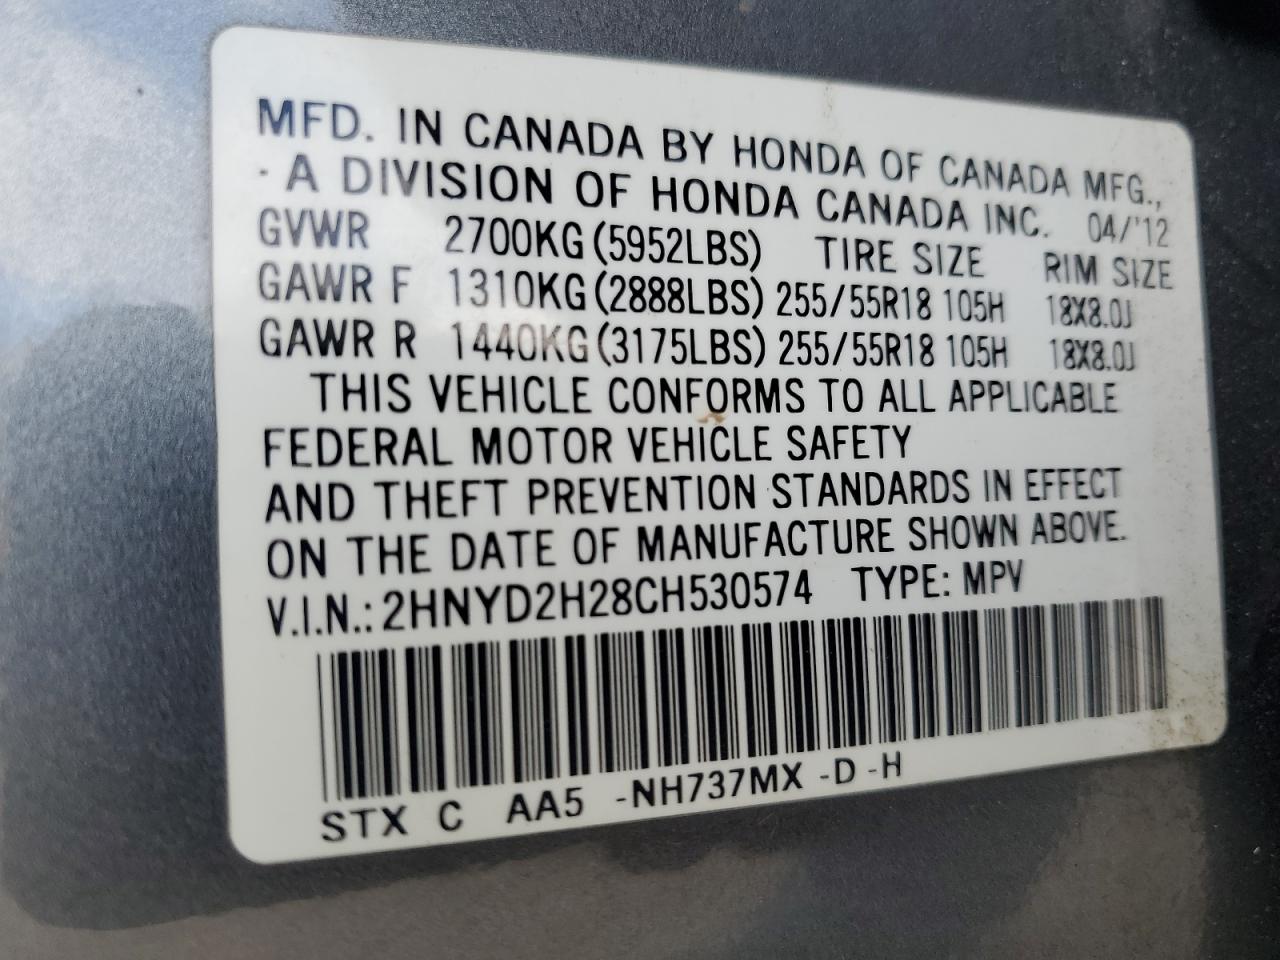 MFD. IN CANADA BY HONDA OF CANADA MFG.,
· A DIVISION OF HONDA CANADA INC. 04/'12
GVWR 2700KG (5952LBS) TIRE SIZE RIM SIZE
GAWR F 1310KG (2888LBS) 255/55R18 105H 18X8.0J
GAWR R 1440KG (3175LBS) 255/55R18 105H 18X8.0J
THIS VEHICLE CONFORMS TO ALL APPLICABLE
FEDERAL MOTOR VEHICLE SAFETY
AND THEFT PREVENTION STANDARDS IN EFFECT
ON THE DATE OF MANUFACTURE SHOWN ABOVE.
V.I.N.: 2HNYD2H28CH530574 TYPE: MPV
STX C AA5 -NH737MX -D -H